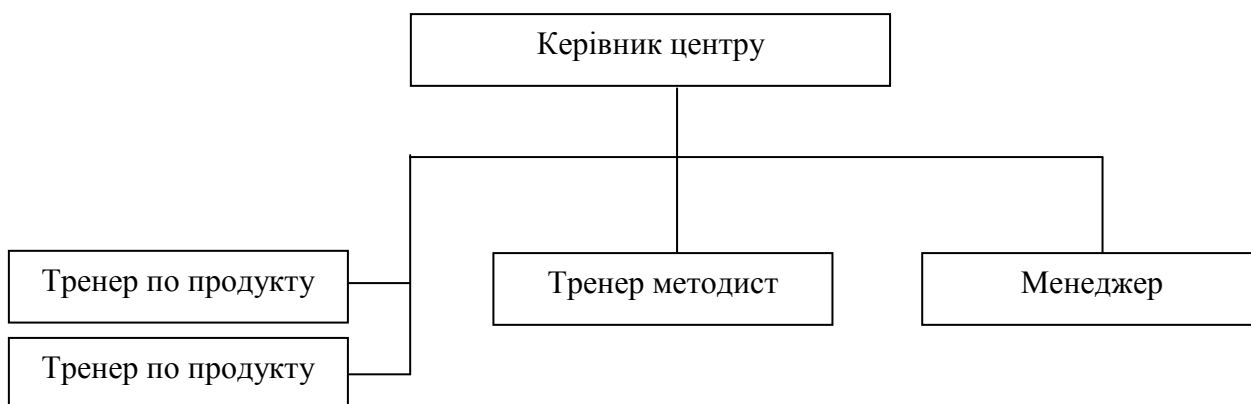 Керівник центру
Тренер по продукту
Тренер методист
Менеджер
Тренер по продукту